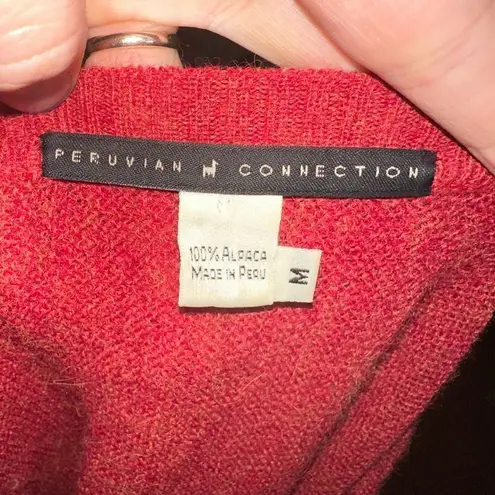 PERUVIAN CONNECTION
100% ALPACA
MADE IN PERU
M